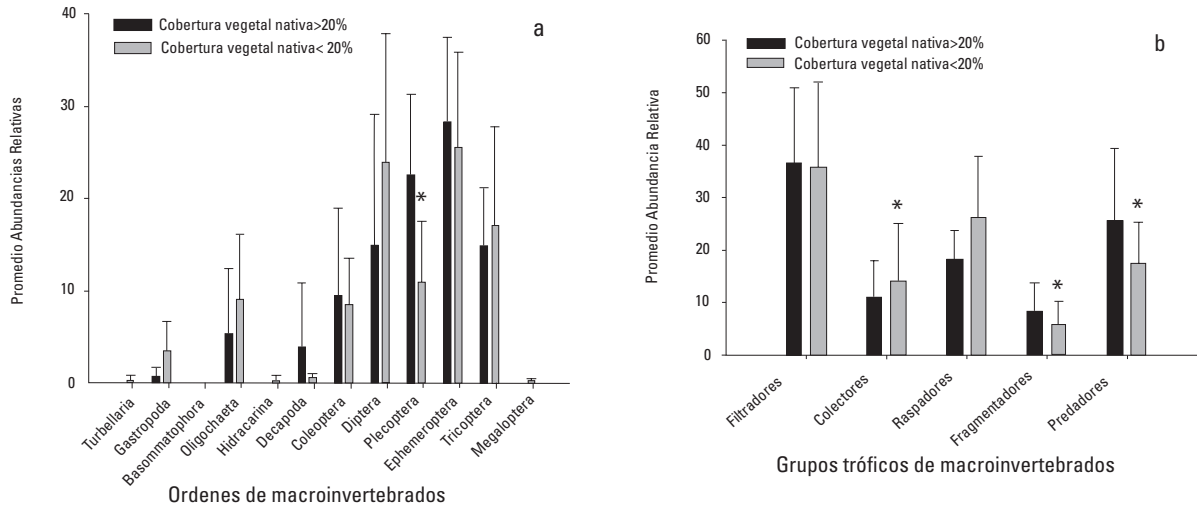 Cobertura vegetal nativa>20%
Cobertura vegetal nativa< 20%
a
Promedio Abundancias Relativas
40
30
20
10
0
*
Turbellaria
Gastropoda
Basommatophora
Oligochaeta
Hidracarina
Decapoda
Coleoptera
Diptera
Plecoptera
Ephemeroptera
Tricoptera
Megaloptera
Ordenes de macroinvertebrados
Cobertura vegetal nativa>20%
Cobertura vegetal nativa<20%
b
Promedio Abundancia Relativa
60
50
40
30
20
10
0
*
*
*
Filtradores
Colectores
Raspadores
Fragmentadores
Predadores
Grupos tróficos de macroinvertebrados